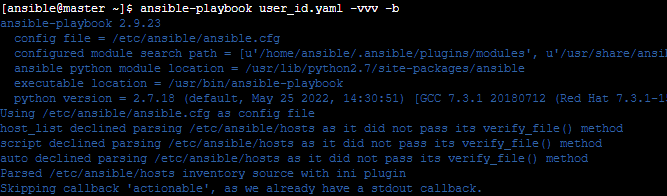 [ansible@master ~]$ ansible-playbook user_id.yaml -vvv -b
ansible-playbook 2.9.23
config file = /etc/ansible/ansible.cfg
configured module search path = [u'/home/ansible/.ansible/plugins/modules', u'/usr/share/ansi
ansible python module location = /usr/lib/python2.7/site-packages/ansible
executable location = /usr/bin/ansible-playbook
python version = 2.7.18 (default, May 25 2022, 14:30:51) [GCC 7.3.1 20180712 (Red Hat 7.3.1-1
Using /etc/ansible/ansible.cfg as config file
host_list declined parsing /etc/ansible/hosts as it did not pass its verify_file() method
script declined parsing /etc/ansible/hosts as it did not pass its verify_file() method
auto declined parsing /etc/ansible/hosts as it did not pass its verify_file() method
Parsed /etc/ansible/hosts inventory source with ini plugin
Skipping callback 'actionable', as we already have a stdout callback.